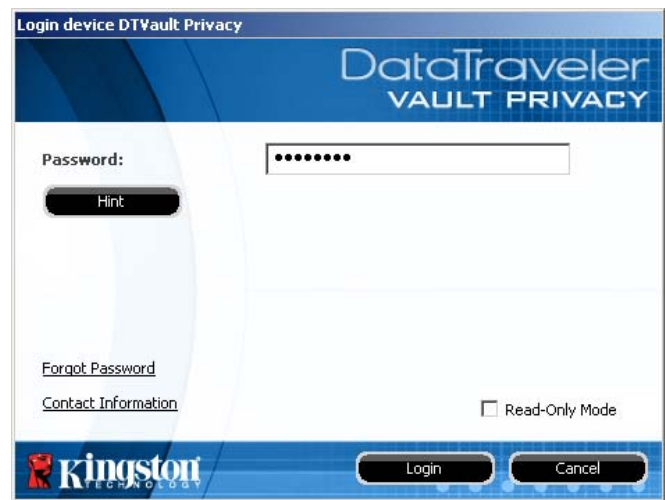 Login device DTVault Privacy
DataTraveler
VAULT PRIVACY
Password:
••••••••
Hint
Forgot Password
Contact Information
Read-Only Mode
Kingston
TECHNOLOGY
Login
Cancel